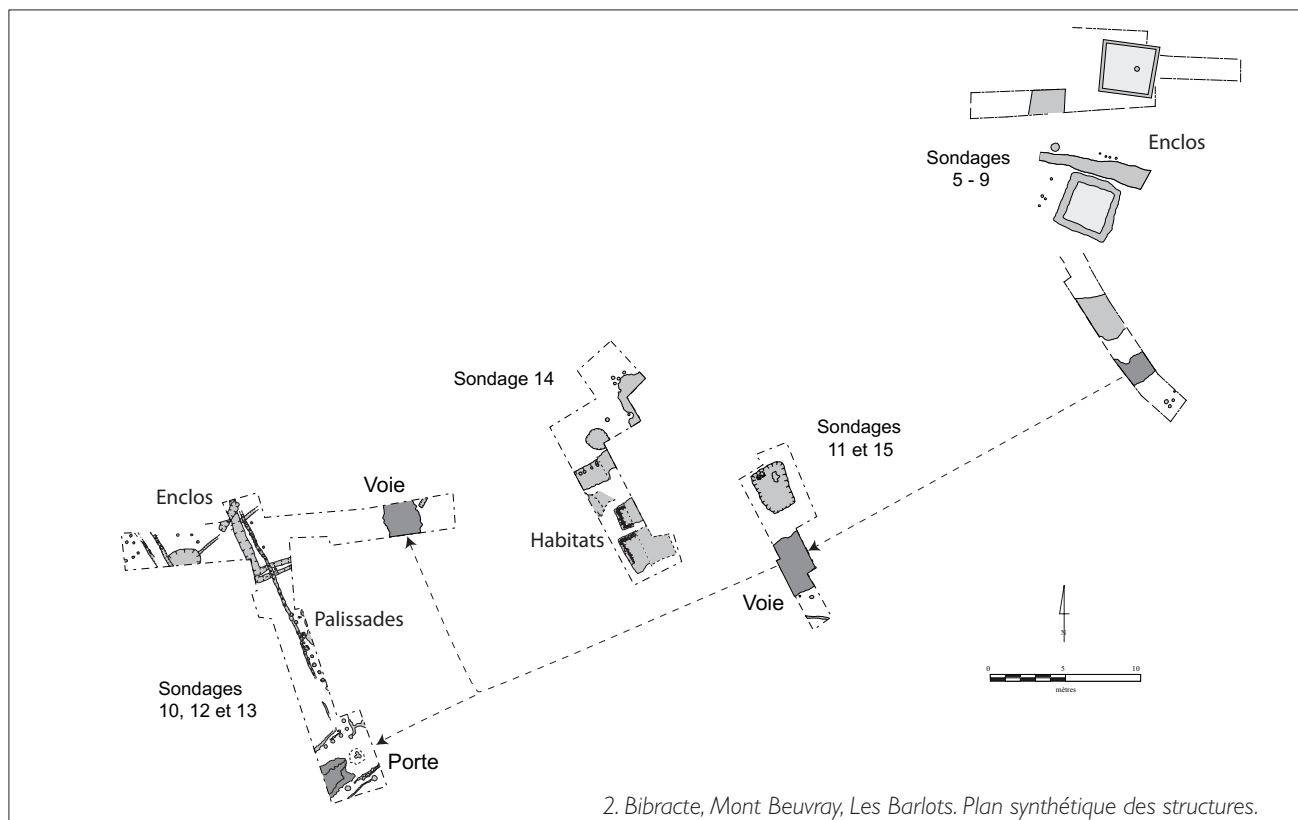 Enclos
Sondages
5 - 9
Sondage 14
Sondages
11 et 15
Enclos
Voie
Habitats
Voie
Palissades
Sondages
10, 12 et 13
Porte
N
0 5 10
mètres
2. Bibracte, Mont Beuvray, Les Barlots. Plan synthétique des structures.